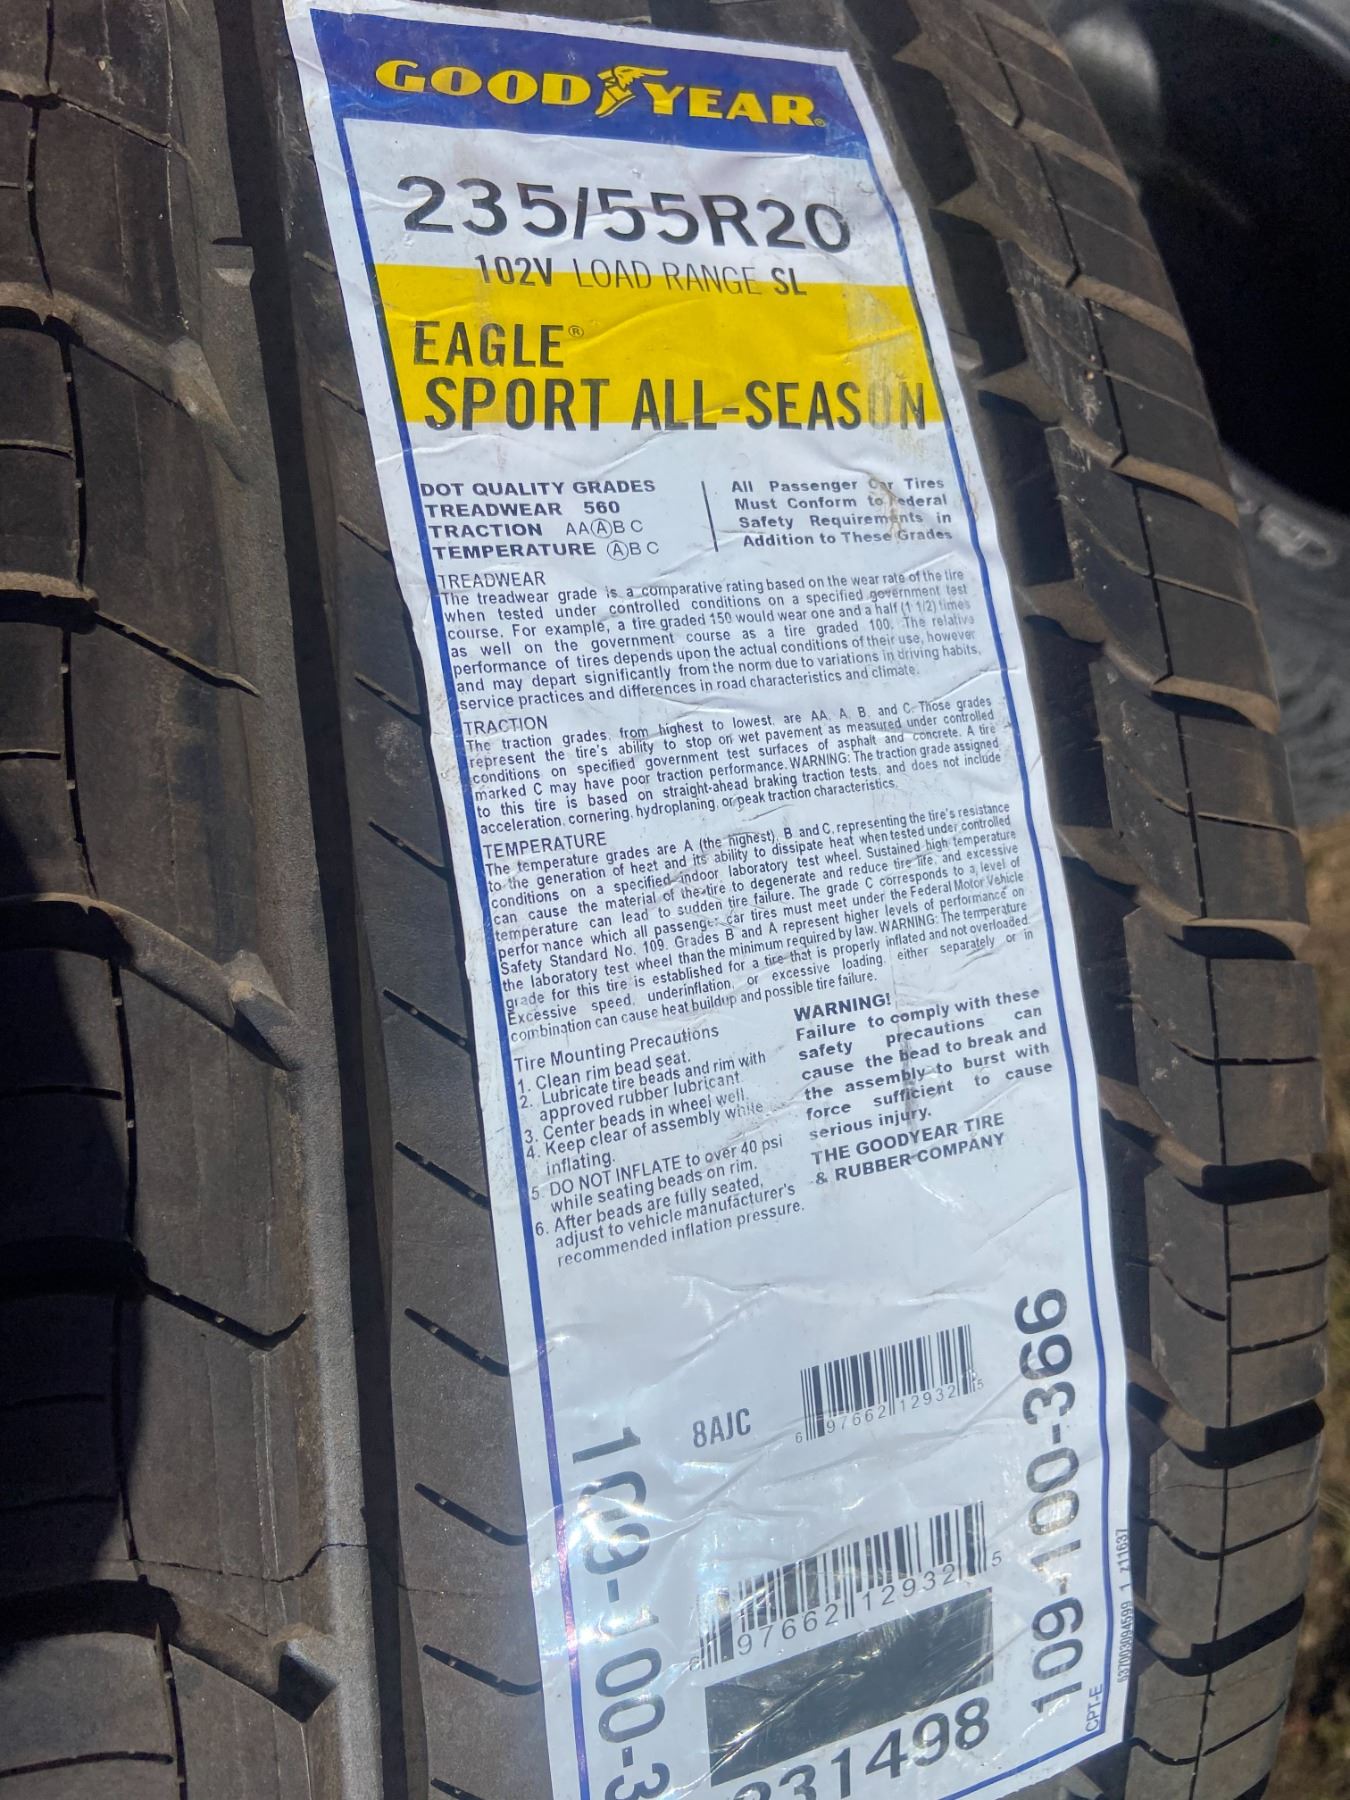 GOODYEAR®
235/55R20
102V LOAD RANGE SL
EAGLE®
SPORT ALL-SEASON
DOT QUALITY GRADES
TREADWEAR 560
TRACTION AA A B C
TEMPERATURE A B C
All Passenger Car Tires
Must Conform to Federal
Safety Requirements in
Addition to These Grades
TREADWEAR
The treadwear grade is a comparative rating based on the wear rate of the tire
when tested under controlled conditions on a specified government test
course. For example, a tire graded 150 would wear one and a half (1 1/2) times
as well on the government course as a tire graded 100. The relative
performance of tires depends upon the actual conditions of their use, however
and may depart significantly from the norm due to variations in driving habits,
service practices and differences in road characteristics and climate.
TRACTION
The traction grades, from highest to lowest, are AA, A, B, and C. Those grades
represent the tire's ability to stop on wet pavement as measured under controlled
conditions on specified government test surfaces of asphalt and concrete. A tire
marked C may have poor traction performance. WARNING: The traction grade assigned
to this tire is based on straight-ahead braking traction tests, and does not include
acceleration, cornering, hydroplaning, or peak traction characteristics.
TEMPERATURE
The temperature grades are A (the highest), B, and C, representing the tire's resistance
to the generation of heat and its ability to dissipate heat when tested under controlled
conditions on a specified indoor laboratory test wheel. Sustained high temperature
can cause the material of the tire to degenerate and reduce tire life, and excessive
temperature can lead to sudden tire failure. The grade C corresponds to a level of
performance which all passenger car tires must meet under the Federal Motor Vehicle
Safety Standard No. 109. Grades B and A represent higher levels of performance on
the laboratory test wheel than the minimum required by law. WARNING: The temperature
grade for this tire is established for a tire that is properly inflated and not overloaded.
Excessive speed, underinflation, or excessive loading, either separately or in
combination can cause heat buildup and possible tire failure.
Tire Mounting Precautions
1. Clean rim bead seat.
2. Lubricate tire beads and rim with
approved rubber lubricant.
3. Center beads in wheel well.
4. Keep clear of assembly while
inflating.
5. DO NOT INFLATE to over 40 psi
while seating beads on rim.
6. After beads are fully seated,
adjust to vehicle manufacturer's
recommended inflation pressure.
WARNING!
Failure to comply with these
safety precautions can
cause the bead to break and
the assembly to burst with
force sufficient to cause
serious injury.
THE GOODYEAR TIRE
& RUBBER COMPANY
8AJC
6 97662 12932 5
6 97662 12932 5
109-100-3
109-100-366
31498
CPT-E